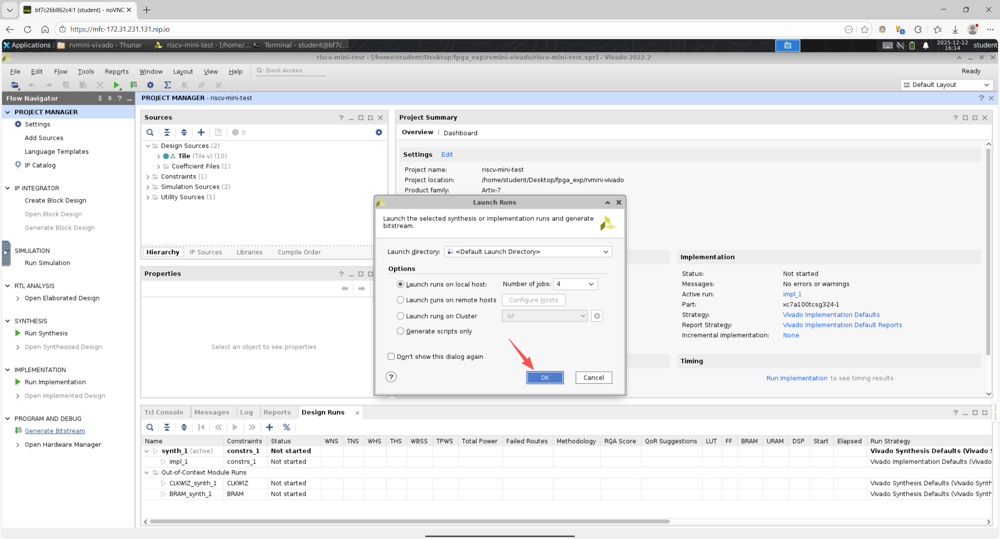 bf7c26b862c4:1 (student) - noVNC
https://mfc-172.31.231.131.nip.io
1
Applications
rvmini-vivado - Thunar
riscv-mini-test - [/home/...
Terminal - student@bf7c...
2025-12-12
16:14
student
riscv-mini-test - [/home/student/Desktop/fpga_exp/rvmini-vivado/riscv-mini-test.xpr] - Vivado 2022.2
File Edit Flow Tools Reports Window Layout View Help
Quick Access
Ready
Default Layout
Flow Navigator
PROJECT MANAGER
Settings
Add Sources
Language Templates
IP Catalog
IP INTEGRATOR
Create Block Design
Open Block Design
Generate Block Design
SIMULATION
Run Simulation
RTL ANALYSIS
Open Elaborated Design
SYNTHESIS
Run Synthesis
Open Synthesized Design
IMPLEMENTATION
Run Implementation
Open Implemented Design
PROGRAM AND DEBUG
Generate Bitstream
Open Hardware Manager
PROJECT MANAGER - riscv-mini-test
Sources
0
Design Sources (2)
Tile (Tile.v) (10)
Coefficient Files (1)
Constraints (1)
Simulation Sources (2)
Utility Sources (1)
Hierarchy IP Sources Libraries Compile Order
Properties
Select an object to see properties
Project Summary
Overview | Dashboard
Settings Edit
Project name: riscv-mini-test
Project location: /home/student/Desktop/fpga_exp/rvmini-vivado
Product family: Artix-7
Launch Runs
Launch the selected synthesis or implementation runs and generate
bitstream.
Launch directory: <Default Launch Directory>
Options
Launch runs on local host: Number of jobs: 4
Launch runs on remote hosts Configure Hosts
Launch runs on Cluster lsf
Generate scripts only
Don't show this dialog again
OK Cancel
Implementation
Status: Not started
Messages: No errors or warnings
Active run: impl_1
Part: xc7a100tcsg324-1
Strategy: Vivado Implementation Defaults
Report Strategy: Vivado Implementation Default Reports
Incremental implementation: None
Timing
Run Implementation to see timing results
Tcl Console Messages Log Reports Design Runs
Name Constraints Status WNS TNS WHS THS WBSS TPWS Total Power Failed Routes Methodology RQA Score QoR Suggestions LUT FF BRAM URAM DSP Start Elapsed Run Strategy
synth_1 (active) constrs_1 Not started Vivado Synthesis Defaults (Vivado
impl_1 constrs_1 Not started Vivado Implementation Defaults (Vivado
Out-of-Context Module Runs
CLKWIZ_synth_1 CLKWIZ Not started Vivado Synthesis Defaults (Vivado Synth
BRAM_synth_1 BRAM Not started Vivado Synthesis Defaults (Vivado Synth